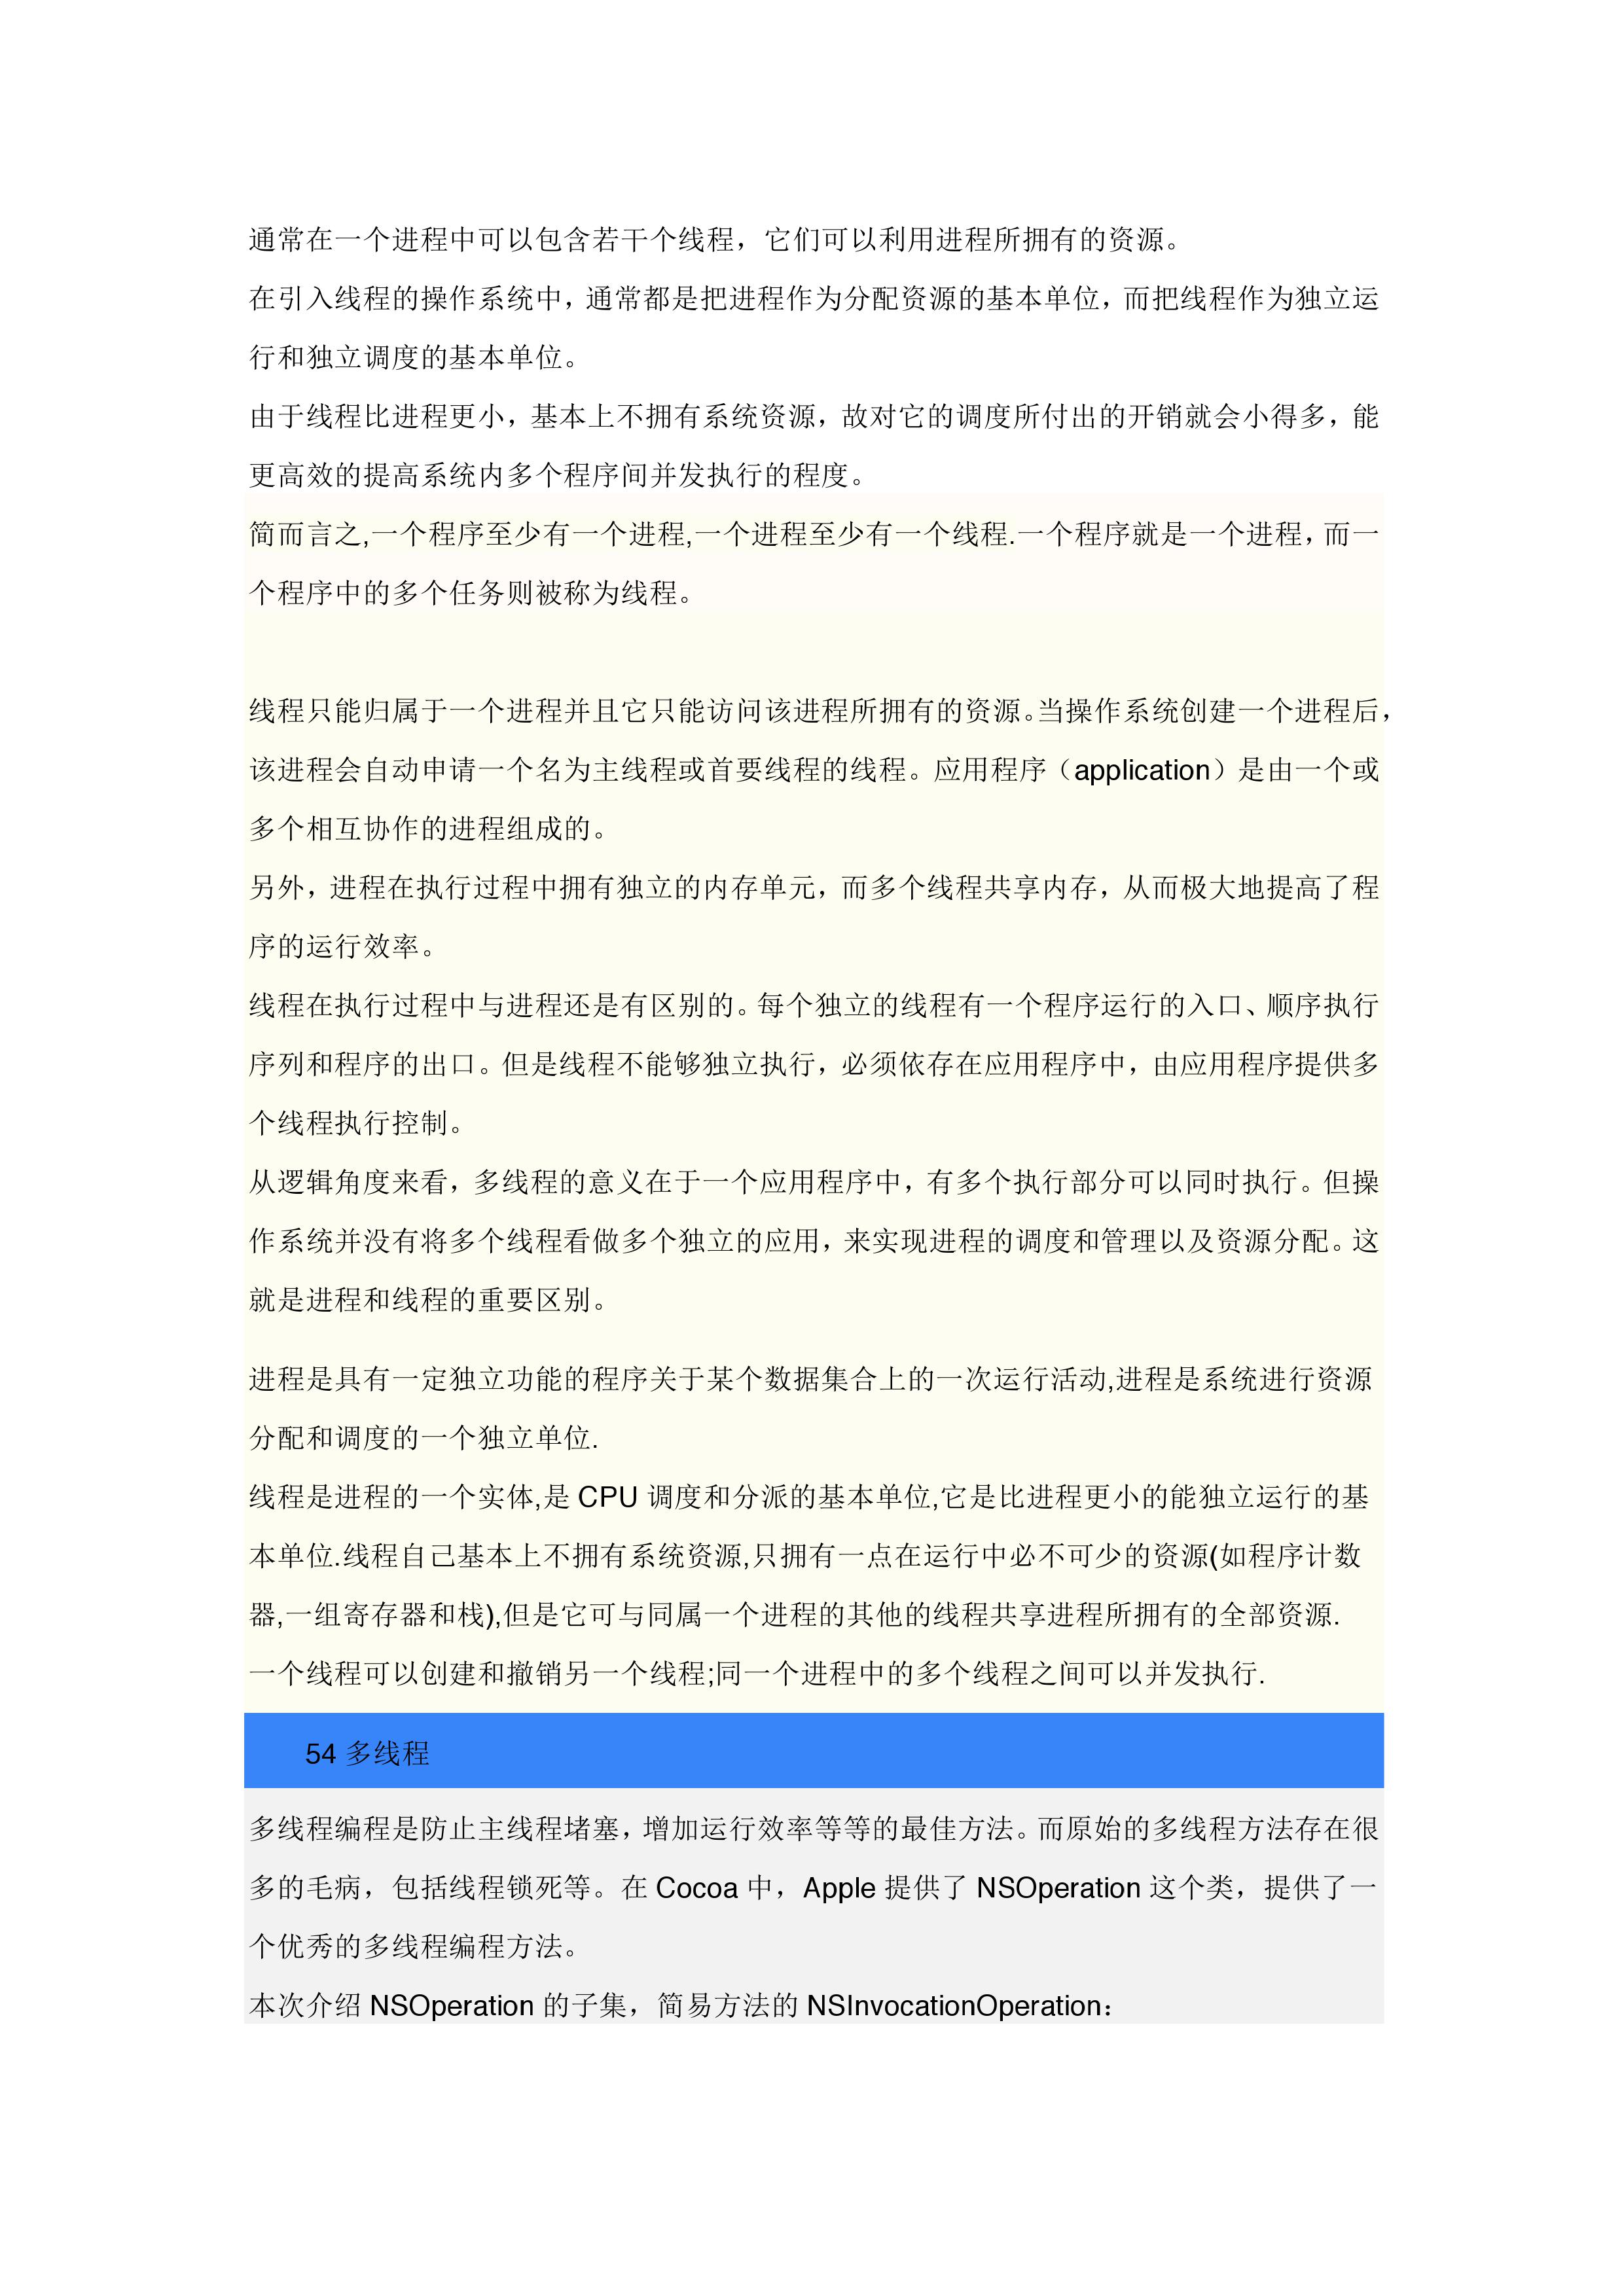 通常在一个进程中可以包含若干个线程，它们可以利用进程所拥有的资源。
在引入线程的操作系统中，通常都是把进程作为分配资源的基本单位，而把线程作为独立运
行和独立调度的基本单位。
由于线程比进程更小，基本上不拥有系统资源，故对它的调度所付出的开销就会小得多，能
更高效的提高系统内多个程序间并发执行的程度。
简而言之,一个程序至少有一个进程,一个进程至少有一个线程.一个程序就是一个进程，而一
个程序中的多个任务则被称为线程。
线程只能归属于一个进程并且它只能访问该进程所拥有的资源。当操作系统创建一个进程后，
该进程会自动申请一个名为主线程或首要线程的线程。应用程序（application）是由一个或
多个相互协作的进程组成的。
另外，进程在执行过程中拥有独立的内存单元，而多个线程共享内存，从而极大地提高了程
序的运行效率。
线程在执行过程中与进程还是有区别的。每个独立的线程有一个程序运行的入口、顺序执行
序列和程序的出口。但是线程不能够独立执行，必须依存在应用程序中，由应用程序提供多
个线程执行控制。
从逻辑角度来看，多线程的意义在于一个应用程序中，有多个执行部分可以同时执行。但操
作系统并没有将多个线程看做多个独立的应用，来实现进程的调度和管理以及资源分配。这
就是进程和线程的重要区别。
进程是具有一定独立功能的程序关于某个数据集合上的一次运行活动,进程是系统进行资源
分配和调度的一个独立单位.
线程是进程的一个实体,是 CPU 调度和分派的基本单位,它是比进程更小的能独立运行的基
本单位.线程自己基本上不拥有系统资源,只拥有一点在运行中必不可少的资源(如程序计数
器,一组寄存器和栈),但是它可与同属一个进程的其他的线程共享进程所拥有的全部资源.
一个线程可以创建和撤销另一个线程;同一个进程中的多个线程之间可以并发执行.
54 多线程
多线程编程是防止主线程堵塞，增加运行效率等等的最佳方法。而原始的多线程方法存在很
多的毛病，包括线程锁死等。在 Cocoa 中，Apple 提供了 NSOperation 这个类，提供了一
个优秀的多线程编程方法。
本次介绍 NSOperation 的子集，简易方法的 NSInvocationOperation：